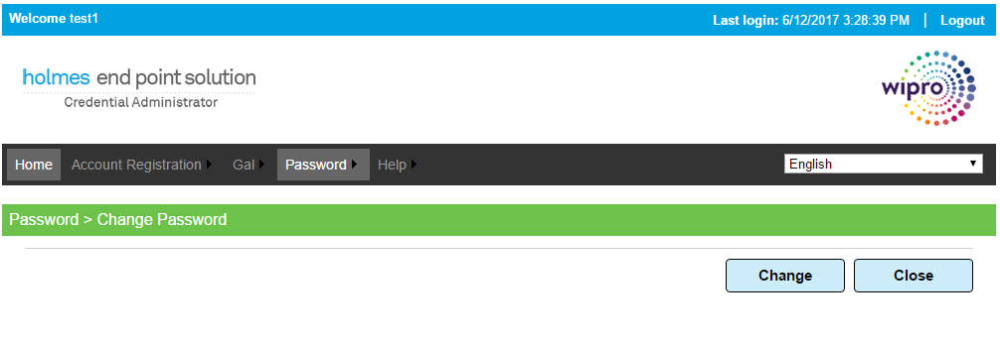 Welcome test1 Last login: 6/12/2017 3:28:39 PM | Logout
holmes end point solution
Credential Administrator
wipro
Home Account Registration Gal Password Help English
Password > Change Password
Change Close